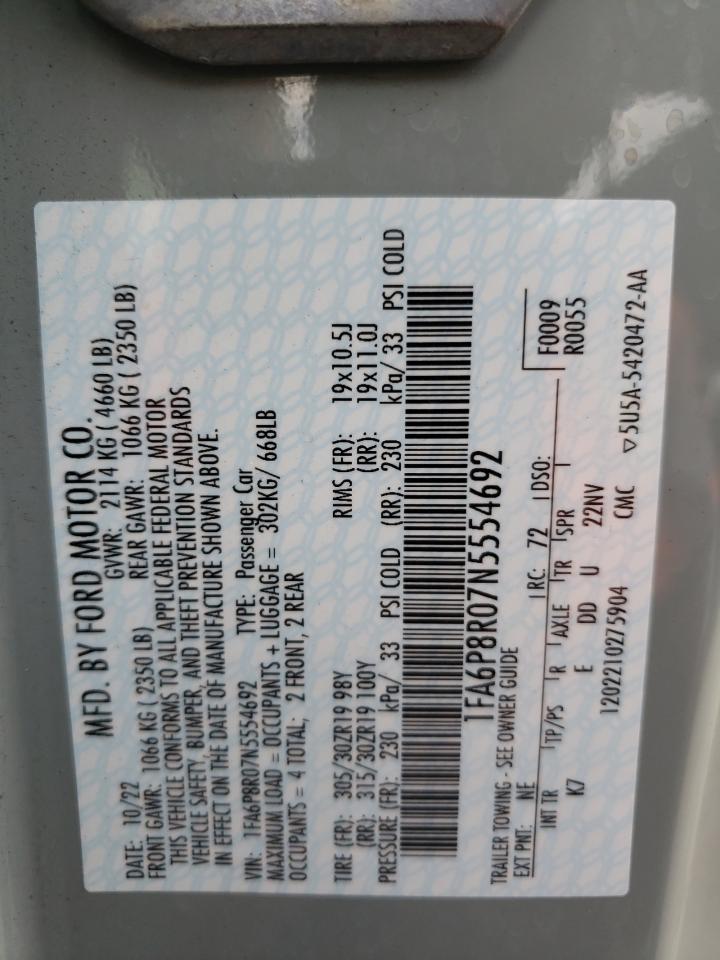 MFD. BY FORD MOTOR CO.
DATE: 10/22 GVWR: 2114 KG ( 4660 LB)
FRONT GAWR: 1066 KG ( 2350 LB) REAR GAWR: 1066 KG ( 2350 LB)
THIS VEHICLE CONFORMS TO ALL APPLICABLE FEDERAL MOTOR
VEHICLE SAFETY, BUMPER, AND THEFT PREVENTION STANDARDS
IN EFFECT ON THE DATE OF MANUFACTURE SHOWN ABOVE.
VIN: 1FA6P8R07N5554692 TYPE: Passenger Car
MAXIMUM LOAD = OCCUPANTS + LUGGAGE = 302KG/ 668LB
OCCUPANTS = 4 TOTAL; 2 FRONT, 2 REAR
TIRE (FR): 305/30ZR19 98Y RIMS (FR): 19x10.5J
(RR): 315/30ZR19 100Y (RR): 19x11.0J
PRESSURE (FR): 230 kPa/ 33 PSI COLD (RR): 230 kPa/ 33 PSI COLD
1FA6P8R07N5554692
TRAILER TOWING - SEE OWNER GUIDE
EXT PNT: NE RC: 72 DSO: F0009
R0055
INT TR TP/PS R AXLE TR SPR
K7 E DD U 22NV
1202210275904 CMC ▽5U5A-5420472-AA